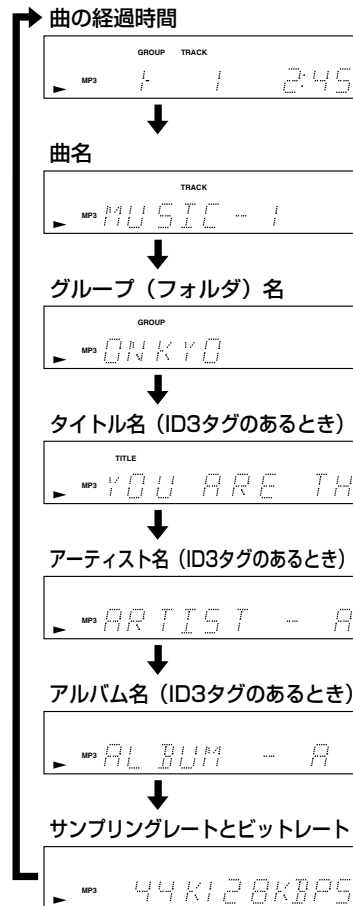 曲の経過時間
GROUP TRACK
MP3 1- 1 2:45
曲名
TRACK
MP3 MUSIC - 1
グループ（フォルダ）名
GROUP
MP3 ONKYO
タイトル名（ID3タグのあるとき）
TITLE
MP3 YOU ARE TH
アーティスト名（ID3タグのあるとき）
MP3 ARTIST - A
アルバム名（ID3タグのあるとき）
MP3 ALBUM - A
サンプリングレートとビットレート
MP3 44K128KBPS